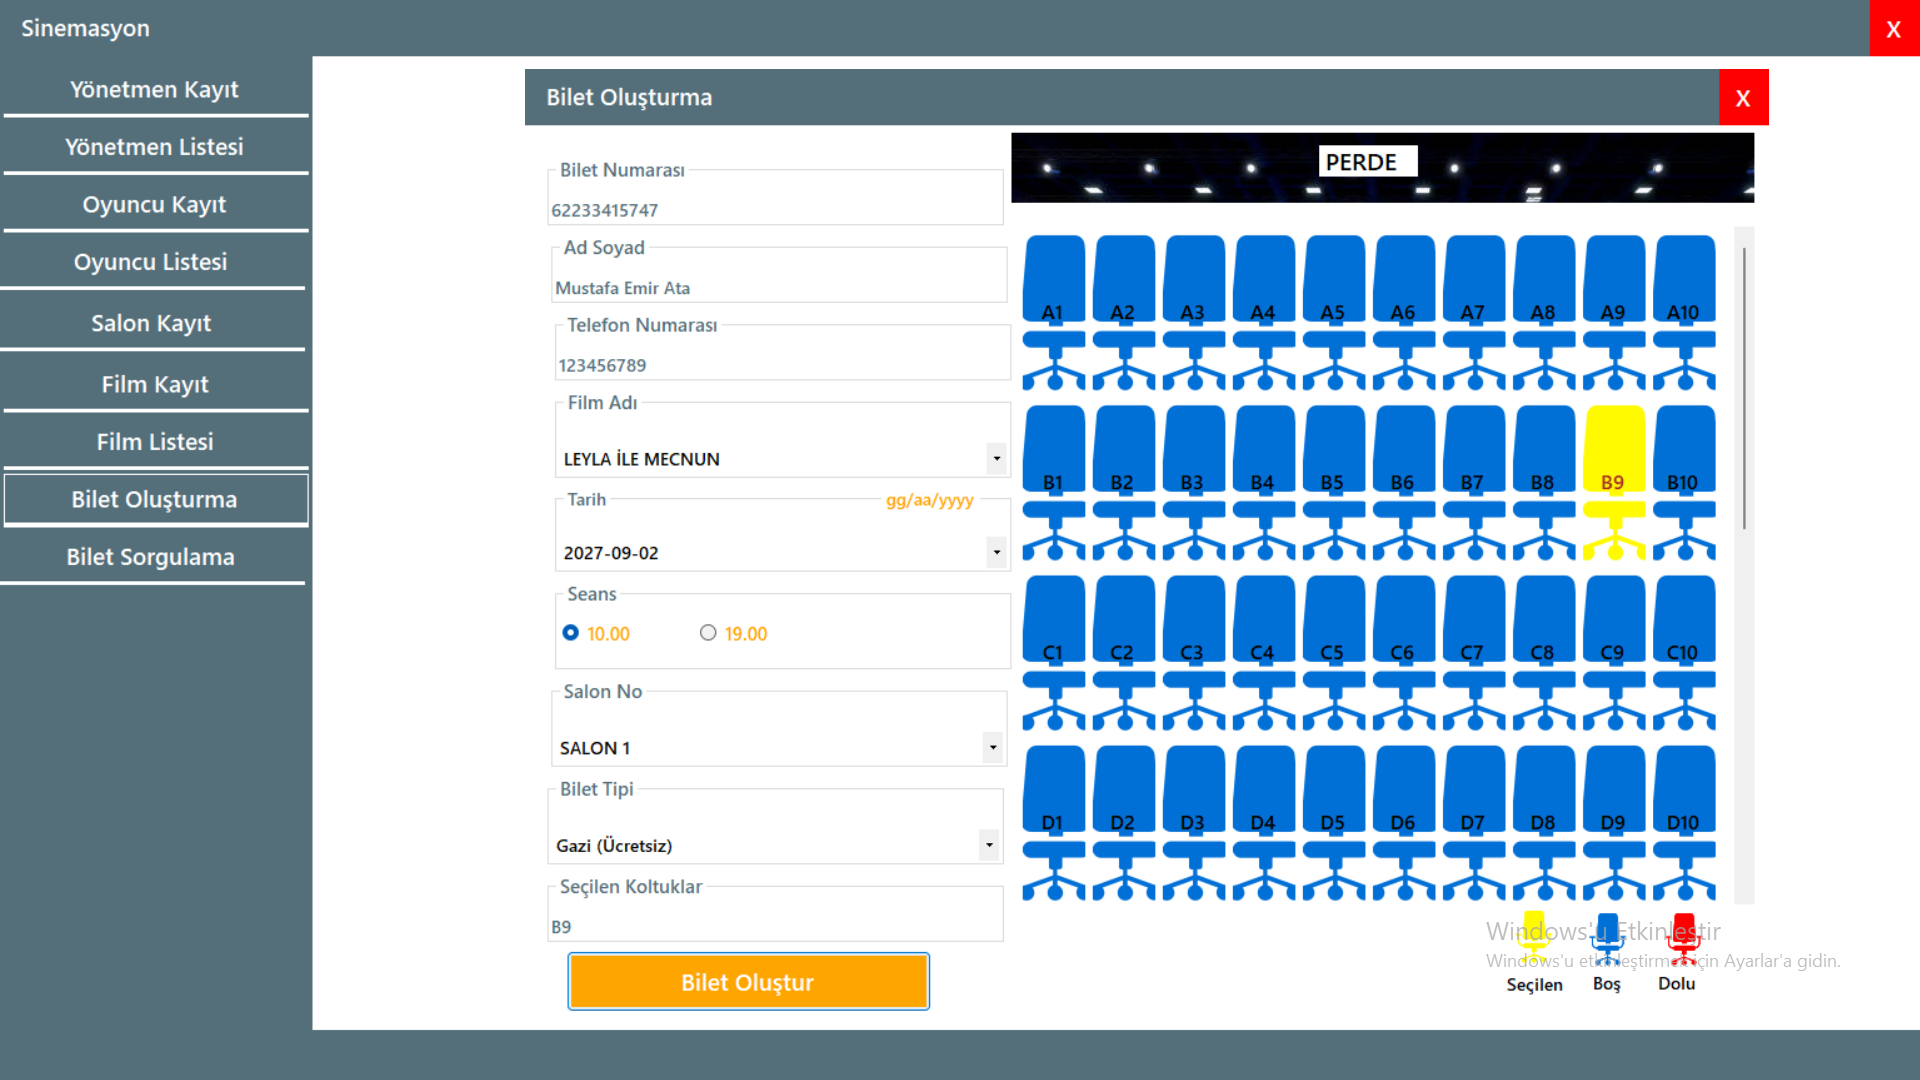 Sinemasyon
X
Yönetmen Kayıt
Yönetmen Listesi
Oyuncu Kayıt
Oyuncu Listesi
Salon Kayıt
Film Kayıt
Film Listesi
Bilet Oluşturma
Bilet Sorgulama
Bilet Oluşturma
X
Bilet Numarası
62233415747
Ad Soyad
Mustafa Emir Ata
Telefon Numarası
123456789
Film Adı
LEYLA İLE MECNUN
Tarih gg/aa/yyyy
2027-09-02
Seans
10.00 19.00
Salon No
SALON 1
Bilet Tipi
Gazi (Ücretsiz)
Seçilen Koltuklar
B9
Bilet Oluştur
PERDE
A1 A2 A3 A4 A5 A6 A7 A8 A9 A10
B1 B2 B3 B4 B5 B6 B7 B8 B9 B10
C1 C2 C3 C4 C5 C6 C7 C8 C9 C10
D1 D2 D3 D4 D5 D6 D7 D8 D9 D10
Windows'u Etkinleştir
Windows'u etkinleştirmek için Ayarlar'a gidin.
Seçilen Boş Dolu